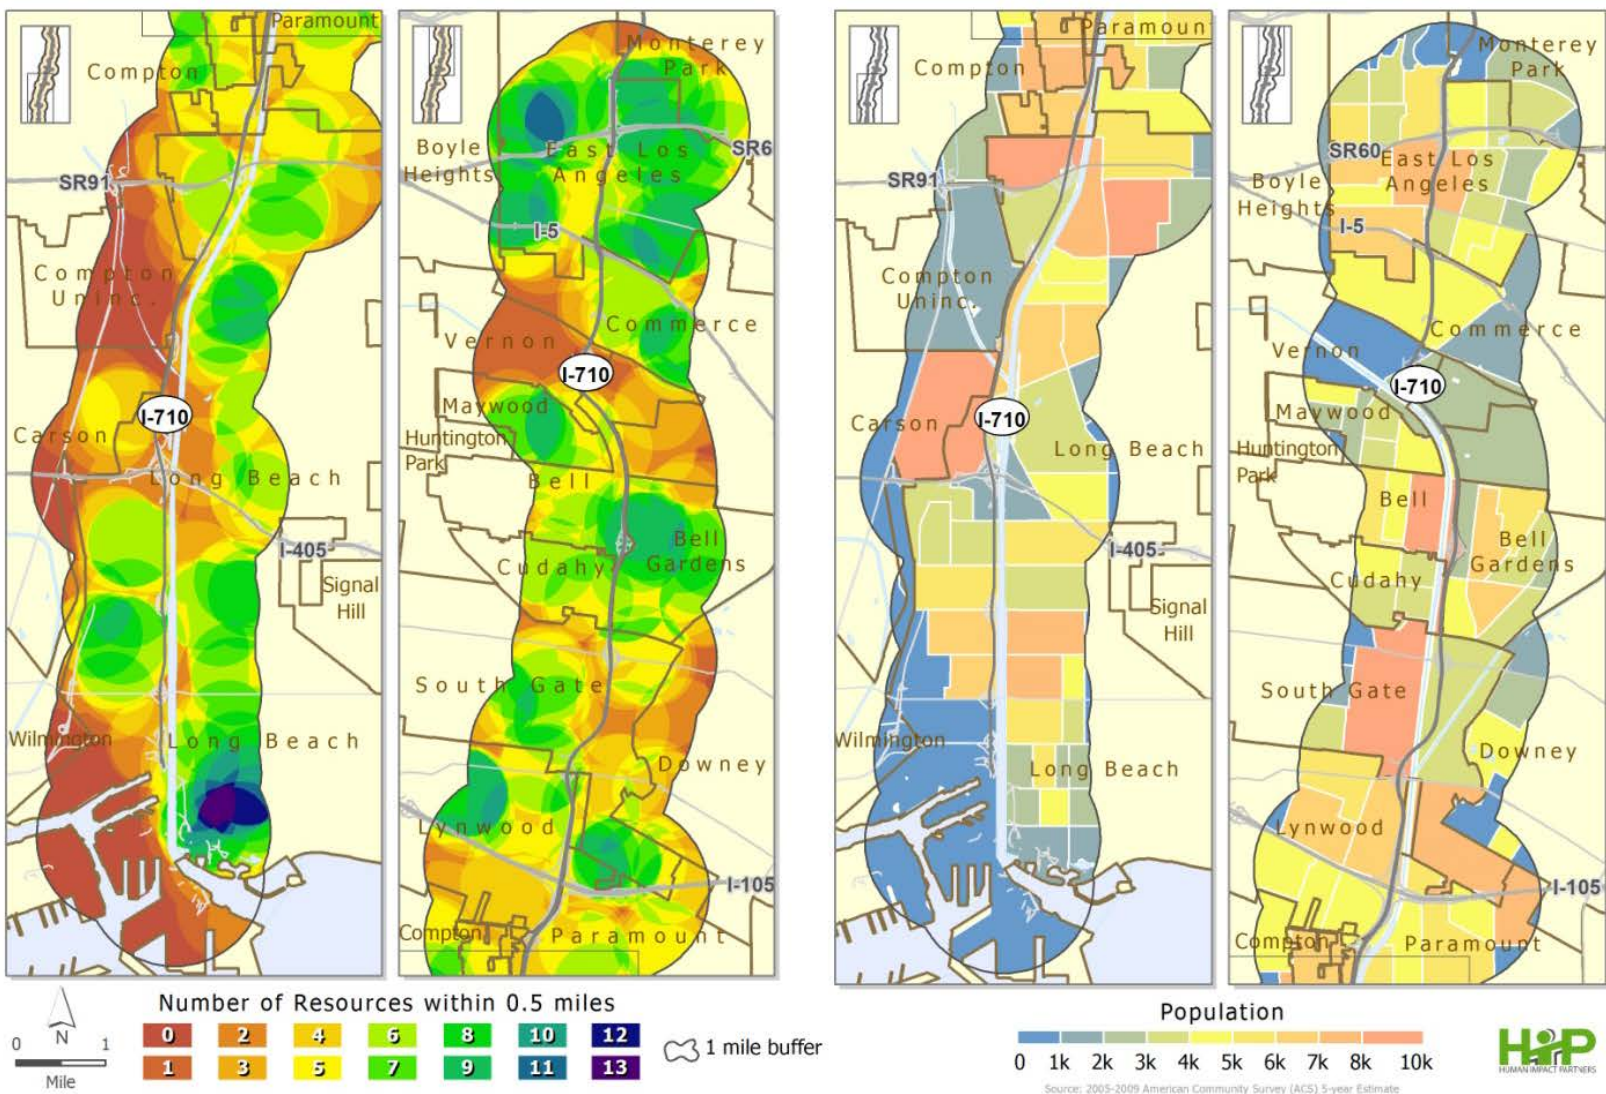 Paramount
Compton
SR91
Compton
Uninc.
I-710
Carson
Long Beach
I-405
Signal
Hill
Wilmington
Long Beach
Monterey
Park
Boyle
Heights
East Los
Angeles
SR6
I-5
Commerce
Vernon
I-710
Maywood
Huntington
Park
Bell
Bell
Gardens
Cudahy
South Gate
Downey
Lynwood
I-105
Compton
Paramount
Paramoun
Compton
SR91
Compton
Uninc.
I-710
Carson
Long Beach
I-405
Signal
Hill
Wilmington
Long Beach
Monterey
Park
SR60
East Los
Angeles
Boyle
Heights
I-5
Commerce
Vernon
I-710
Maywood
Huntington
Park
Bell
Bell
Gardens
Cudahy
South Gate
Downey
Lynwood
I-105
Compton
Paramount
N
0 1
Mile
Number of Resources within 0.5 miles
0 2 4 6 8 10 12
1 3 5 7 9 11 13
1 mile buffer
Population
0 1k 2k 3k 4k 5k 6k 7k 8k 10k
Source: 2005-2009 American Community Survey (ACS) 5-year Estimate
HIP
HUMAN IMPACT PARTNERS